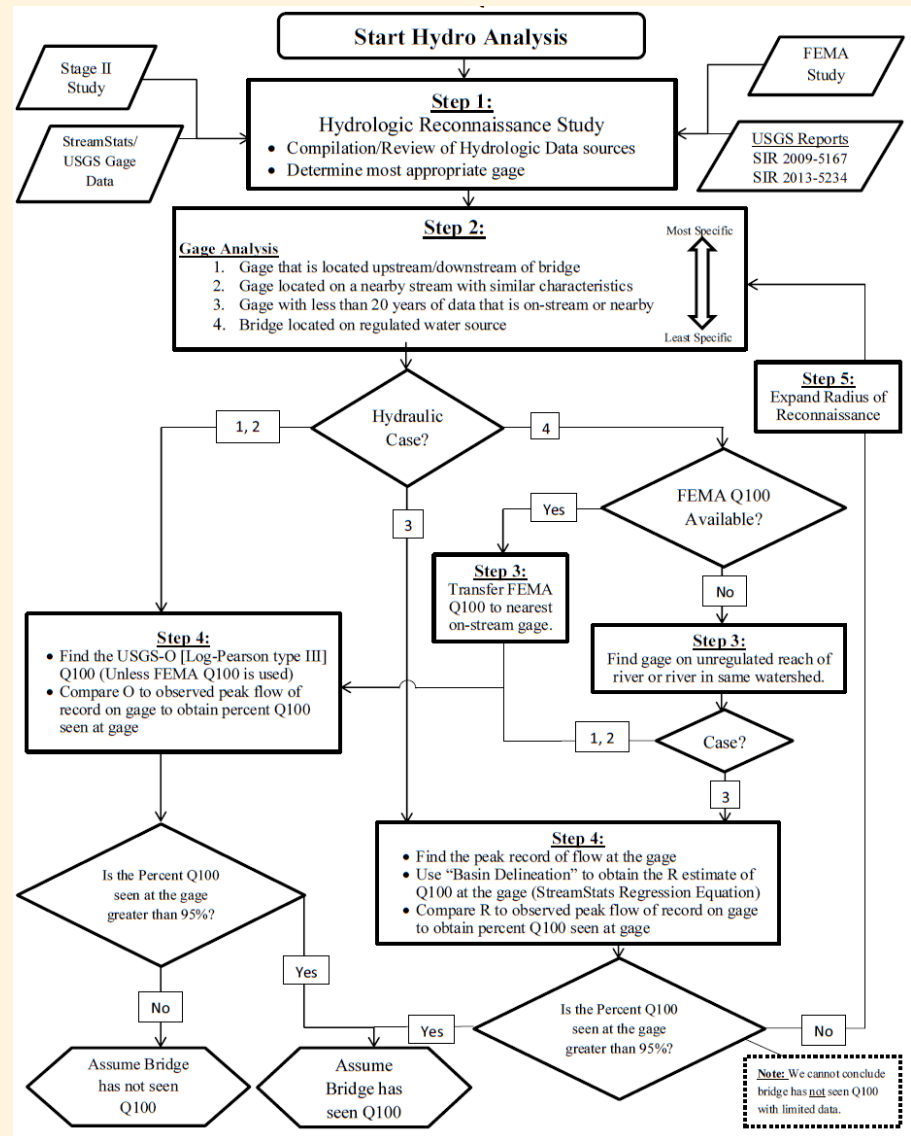 Start Hydro Analysis
Stage II
Study
FEMA
Study
StreamStats/
USGS Gage
Data
USGS Reports
SIR 2009-5167
SIR 2013-5234
Step 1:
Hydrologic Reconnaissance Study
• Compilation/Review of Hydrologic Data sources
• Determine most appropriate gage
Step 2:
Gage Analysis
1. Gage that is located upstream/downstream of bridge
2. Gage located on a nearby stream with similar characteristics
3. Gage with less than 20 years of data that is on-stream or nearby
4. Bridge located on regulated water source
Most Specific
Least Specific
Step 5:
Expand Radius of
Reconnaissance
Hydraulic
Case?
1, 2
4
3
FEMA Q100
Available?
Yes
No
Step 3:
Transfer FEMA
Q100 to nearest
on-stream gage.
Step 3:
Find gage on unregulated reach of
river or river in same watershed.
Case?
1, 2
3
Step 4:
• Find the USGS-O [Log-Pearson type III]
Q100 (Unless FEMA Q100 is used)
• Compare O to observed peak flow of
record on gage to obtain percent Q100
seen at gage
Step 4:
• Find the peak record of flow at the gage
• Use “Basin Delineation” to obtain the R estimate of
Q100 at the gage (StreamStats Regression Equation)
• Compare R to observed peak flow of record on gage
to obtain percent Q100 seen at gage
Is the Percent Q100
seen at the gage
greater than 95%?
Yes
No
Is the Percent Q100
seen at the gage
greater than 95%?
Yes
No
Assume Bridge
has not seen
Q100
Assume
Bridge has
seen Q100
Note: We cannot conclude
bridge has not seen Q100
with limited data.